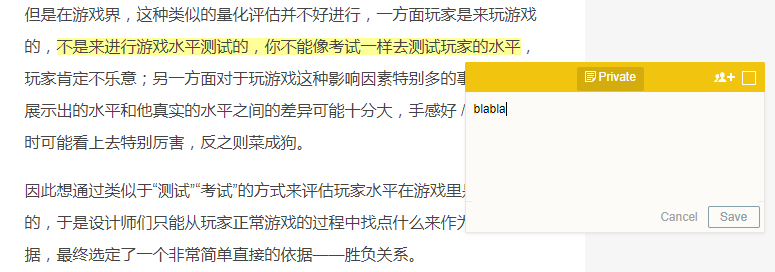 但是在游戏界，这种类似的量化评估并不好进行，一方面玩家是来玩游戏
的，不是来进行游戏水平测试的，你不能像考试一样去测试玩家的水平，
玩家肯定不乐意；另一方面对于玩游戏这种影响因素特别多的
展示出的水平和他真实的水平之间的差异可能十分大，手感好 /
时可能看上去特别厉害，反之则菜成狗。
Private
blabla
因此想通过类似于“测试”“考试”的方式来评估玩家水平在游戏里
的，于是设计师们只能从玩家正常游戏的过程中找点什么来作为
据，最终选定了一个非常简单直接的依据——胜负关系。
Cancel Save